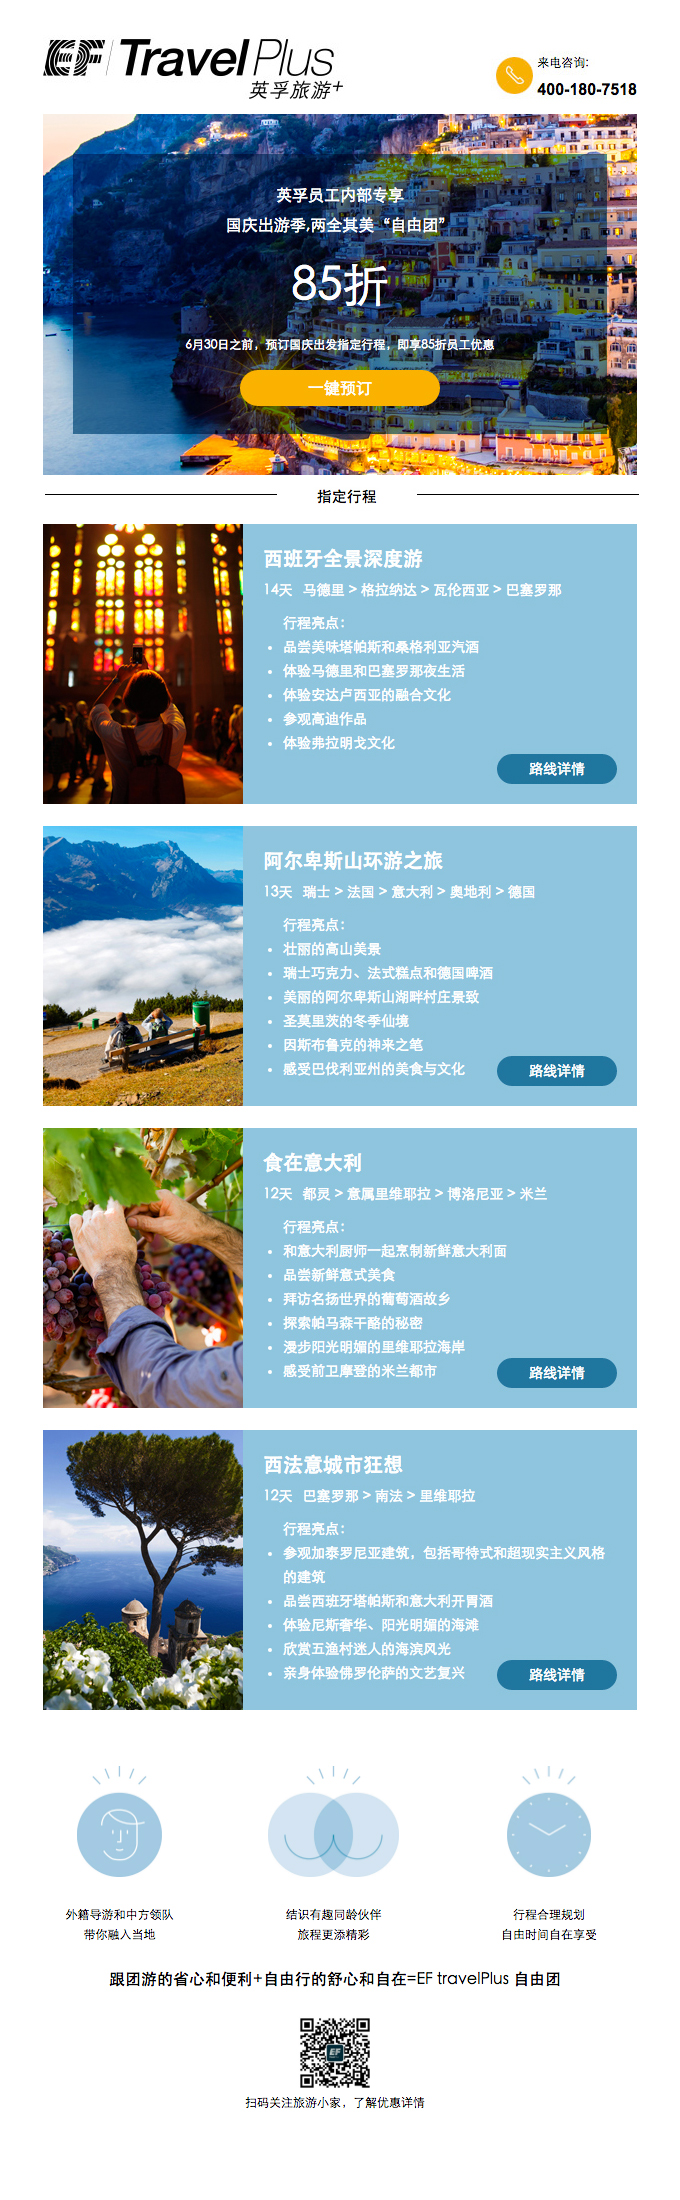 EF Travel Plus
英孚旅游+
来电咨询:
400-180-7518
英孚员工内部专享
国庆出游季,两全其美“自由团”
85折
6月30日之前，预订国庆出发指定行程，即享85折员工优惠
一键预订
指定行程
西班牙全景深度游
14天 马德里 > 格拉纳达 > 瓦伦西亚 > 巴塞罗那
行程亮点：
• 品尝美味塔帕斯和桑格利亚汽酒
• 体验马德里和巴塞罗那夜生活
• 体验安达卢西亚的融合文化
• 参观高迪作品
• 体验弗拉明戈文化
路线详情
阿尔卑斯山环游之旅
13天 瑞士 > 法国 > 意大利 > 奥地利 > 德国
行程亮点：
• 壮丽的高山美景
• 瑞士巧克力、法式糕点和德国啤酒
• 美丽的阿尔卑斯山湖畔村庄景致
• 圣莫里茨的冬季仙境
• 因斯布鲁克的神来之笔
• 感受巴伐利亚州的美食与文化
路线详情
食在意大利
12天 都灵 > 意属里维耶拉 > 博洛尼亚 > 米兰
行程亮点：
• 和意大利厨师一起烹制新鲜意大利面
• 品尝新鲜意式美食
• 拜访名扬世界的葡萄酒故乡
• 探索帕马森干酪的秘密
• 漫步阳光明媚的里维耶拉海岸
• 感受前卫摩登的米兰都市
路线详情
西法意城市狂想
12天 巴塞罗那 > 南法 > 里维耶拉
行程亮点：
• 参观加泰罗尼亚建筑，包括哥特式和超现实主义风格
的建筑
• 品尝西班牙塔帕斯和意大利开胃酒
• 体验尼斯奢华、阳光明媚的海滩
• 欣赏五渔村迷人的海滨风光
• 亲身体验佛罗伦萨的文艺复兴
路线详情
外籍导游和中方领队
带你融入当地
结识有趣同龄伙伴
旅程更添精彩
行程合理规划
自由时间自在享受
跟团游的省心和便利+自由行的舒心和自在=EF travelPlus 自由团
EF
扫码关注旅游小家，了解优惠详情